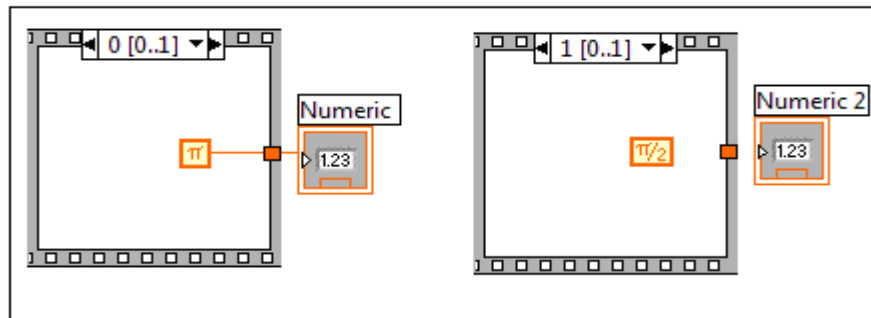 0 [0..1]
1 [0..1]
Numeric
Numeric 2
π
1.23
π/2
1.23